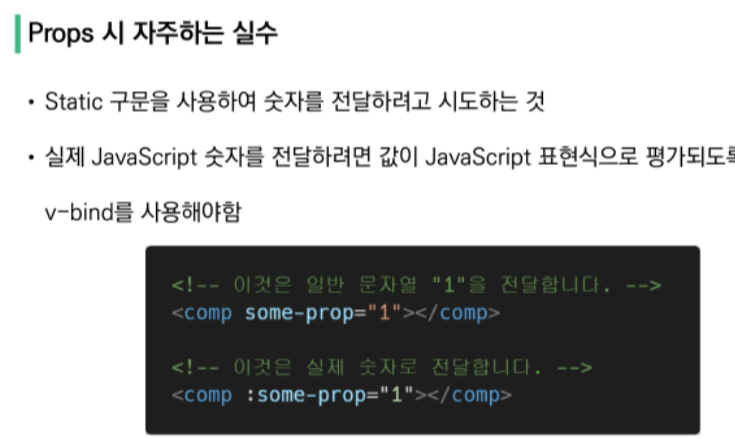 Props 시 자주하는 실수
• Static 구문을 사용하여 숫자를 전달하려고 시도하는 것
• 실제 JavaScript 숫자를 전달하려면 값이 JavaScript 표현식으로 평가되도록
v-bind를 사용해야함
<!-- 이것은 일반 문자열 "1"을 전달합니다. -->
<comp some-prop="1"></comp>
<!-- 이것은 실제 숫자로 전달합니다. -->
<comp :some-prop="1"></comp>